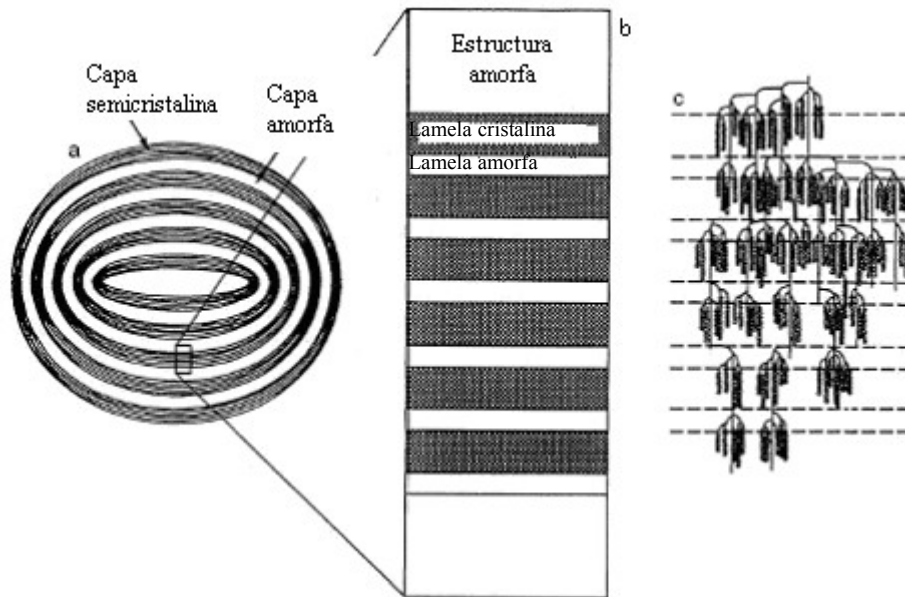 Capa
semicristalina
Capa
amorfa
a
Estructura
amorfa
Lamela cristalina
Lamela amorfa
b
c